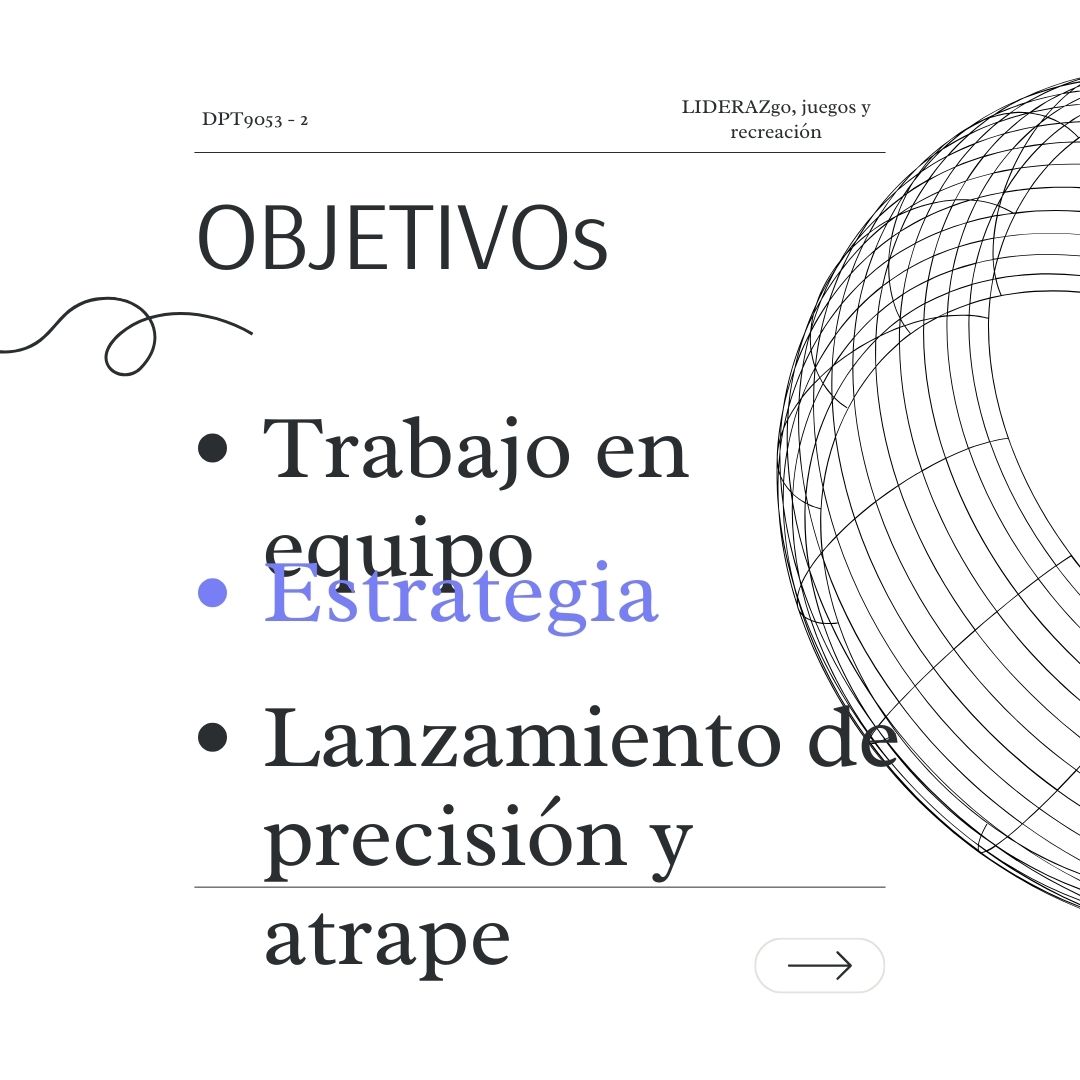 DPT9053 - 2
LIDERAZgo, juegos y
recreación
OBJETIVOs
• Trabajo en
equipo
• Estrategia
• Lanzamiento de
precisión y
atrape